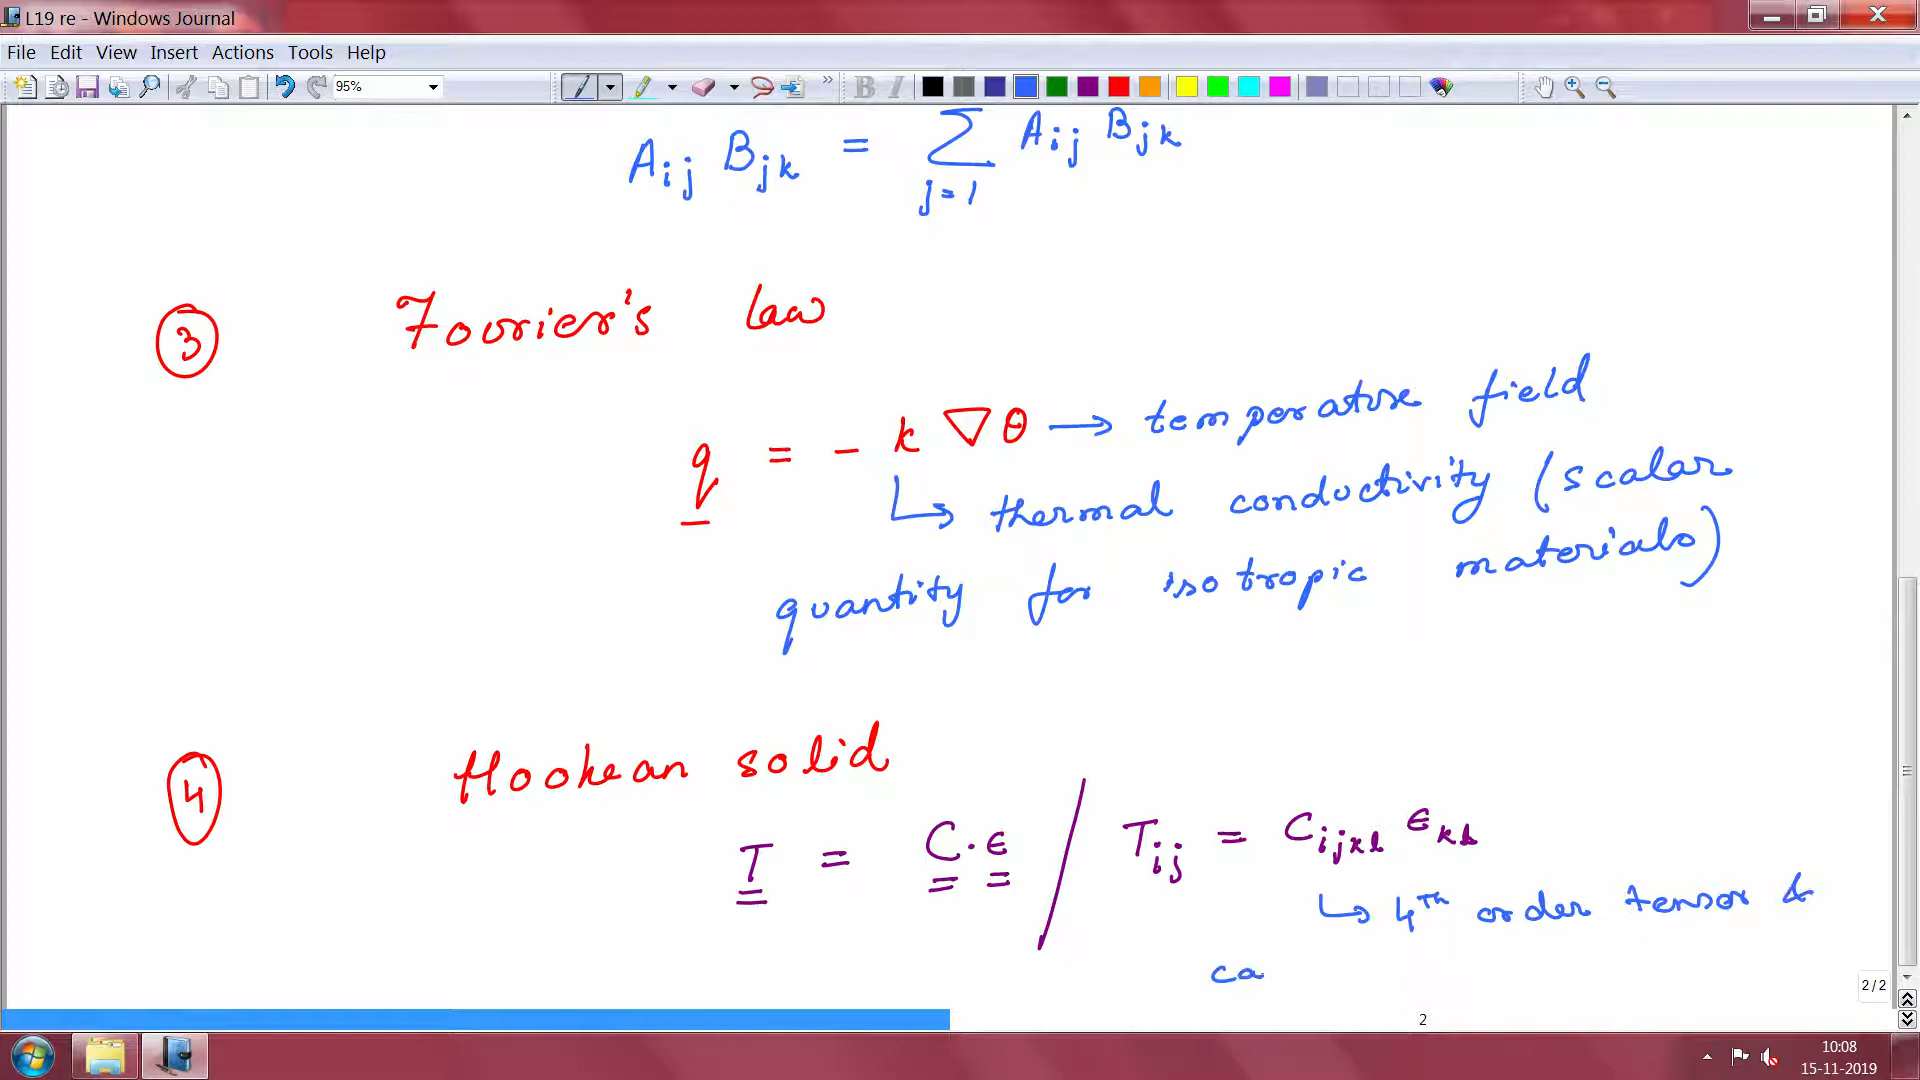 L19 re - Windows Journal
File Edit View Insert Actions Tools Help
95%
B I
A_ij B_jk = Σ_{j=1} A_ij B_jk
3 Fourier's law
q = - k ∇θ → temperature field
↳ thermal conductivity (scalar
quantity for isotropic materials)
4 Hookean solid
T = C·ϵ / T_ij = C_ijkl ϵ_kl
↳ 4th order tensor &
ca
2 / 2
2
10:08
15-11-2019